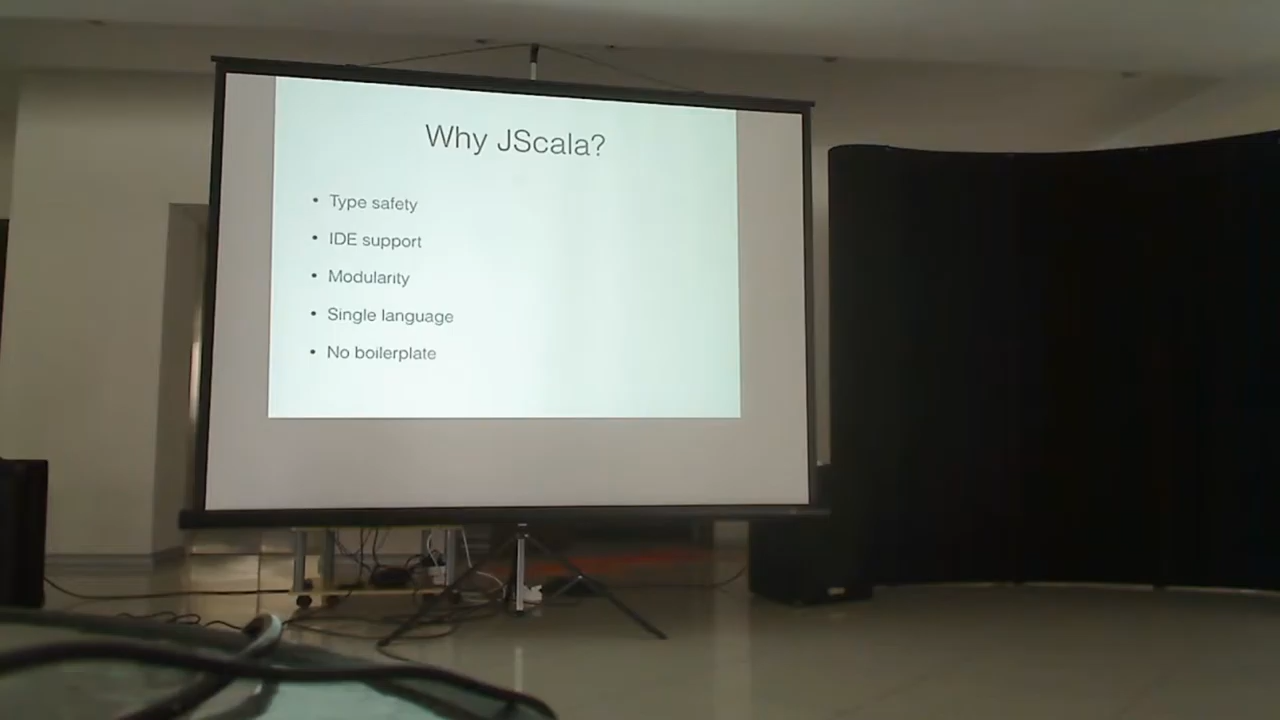 Why JScala?
• Type safety
• IDE support
• Modularity
• Single language
• No boilerplate